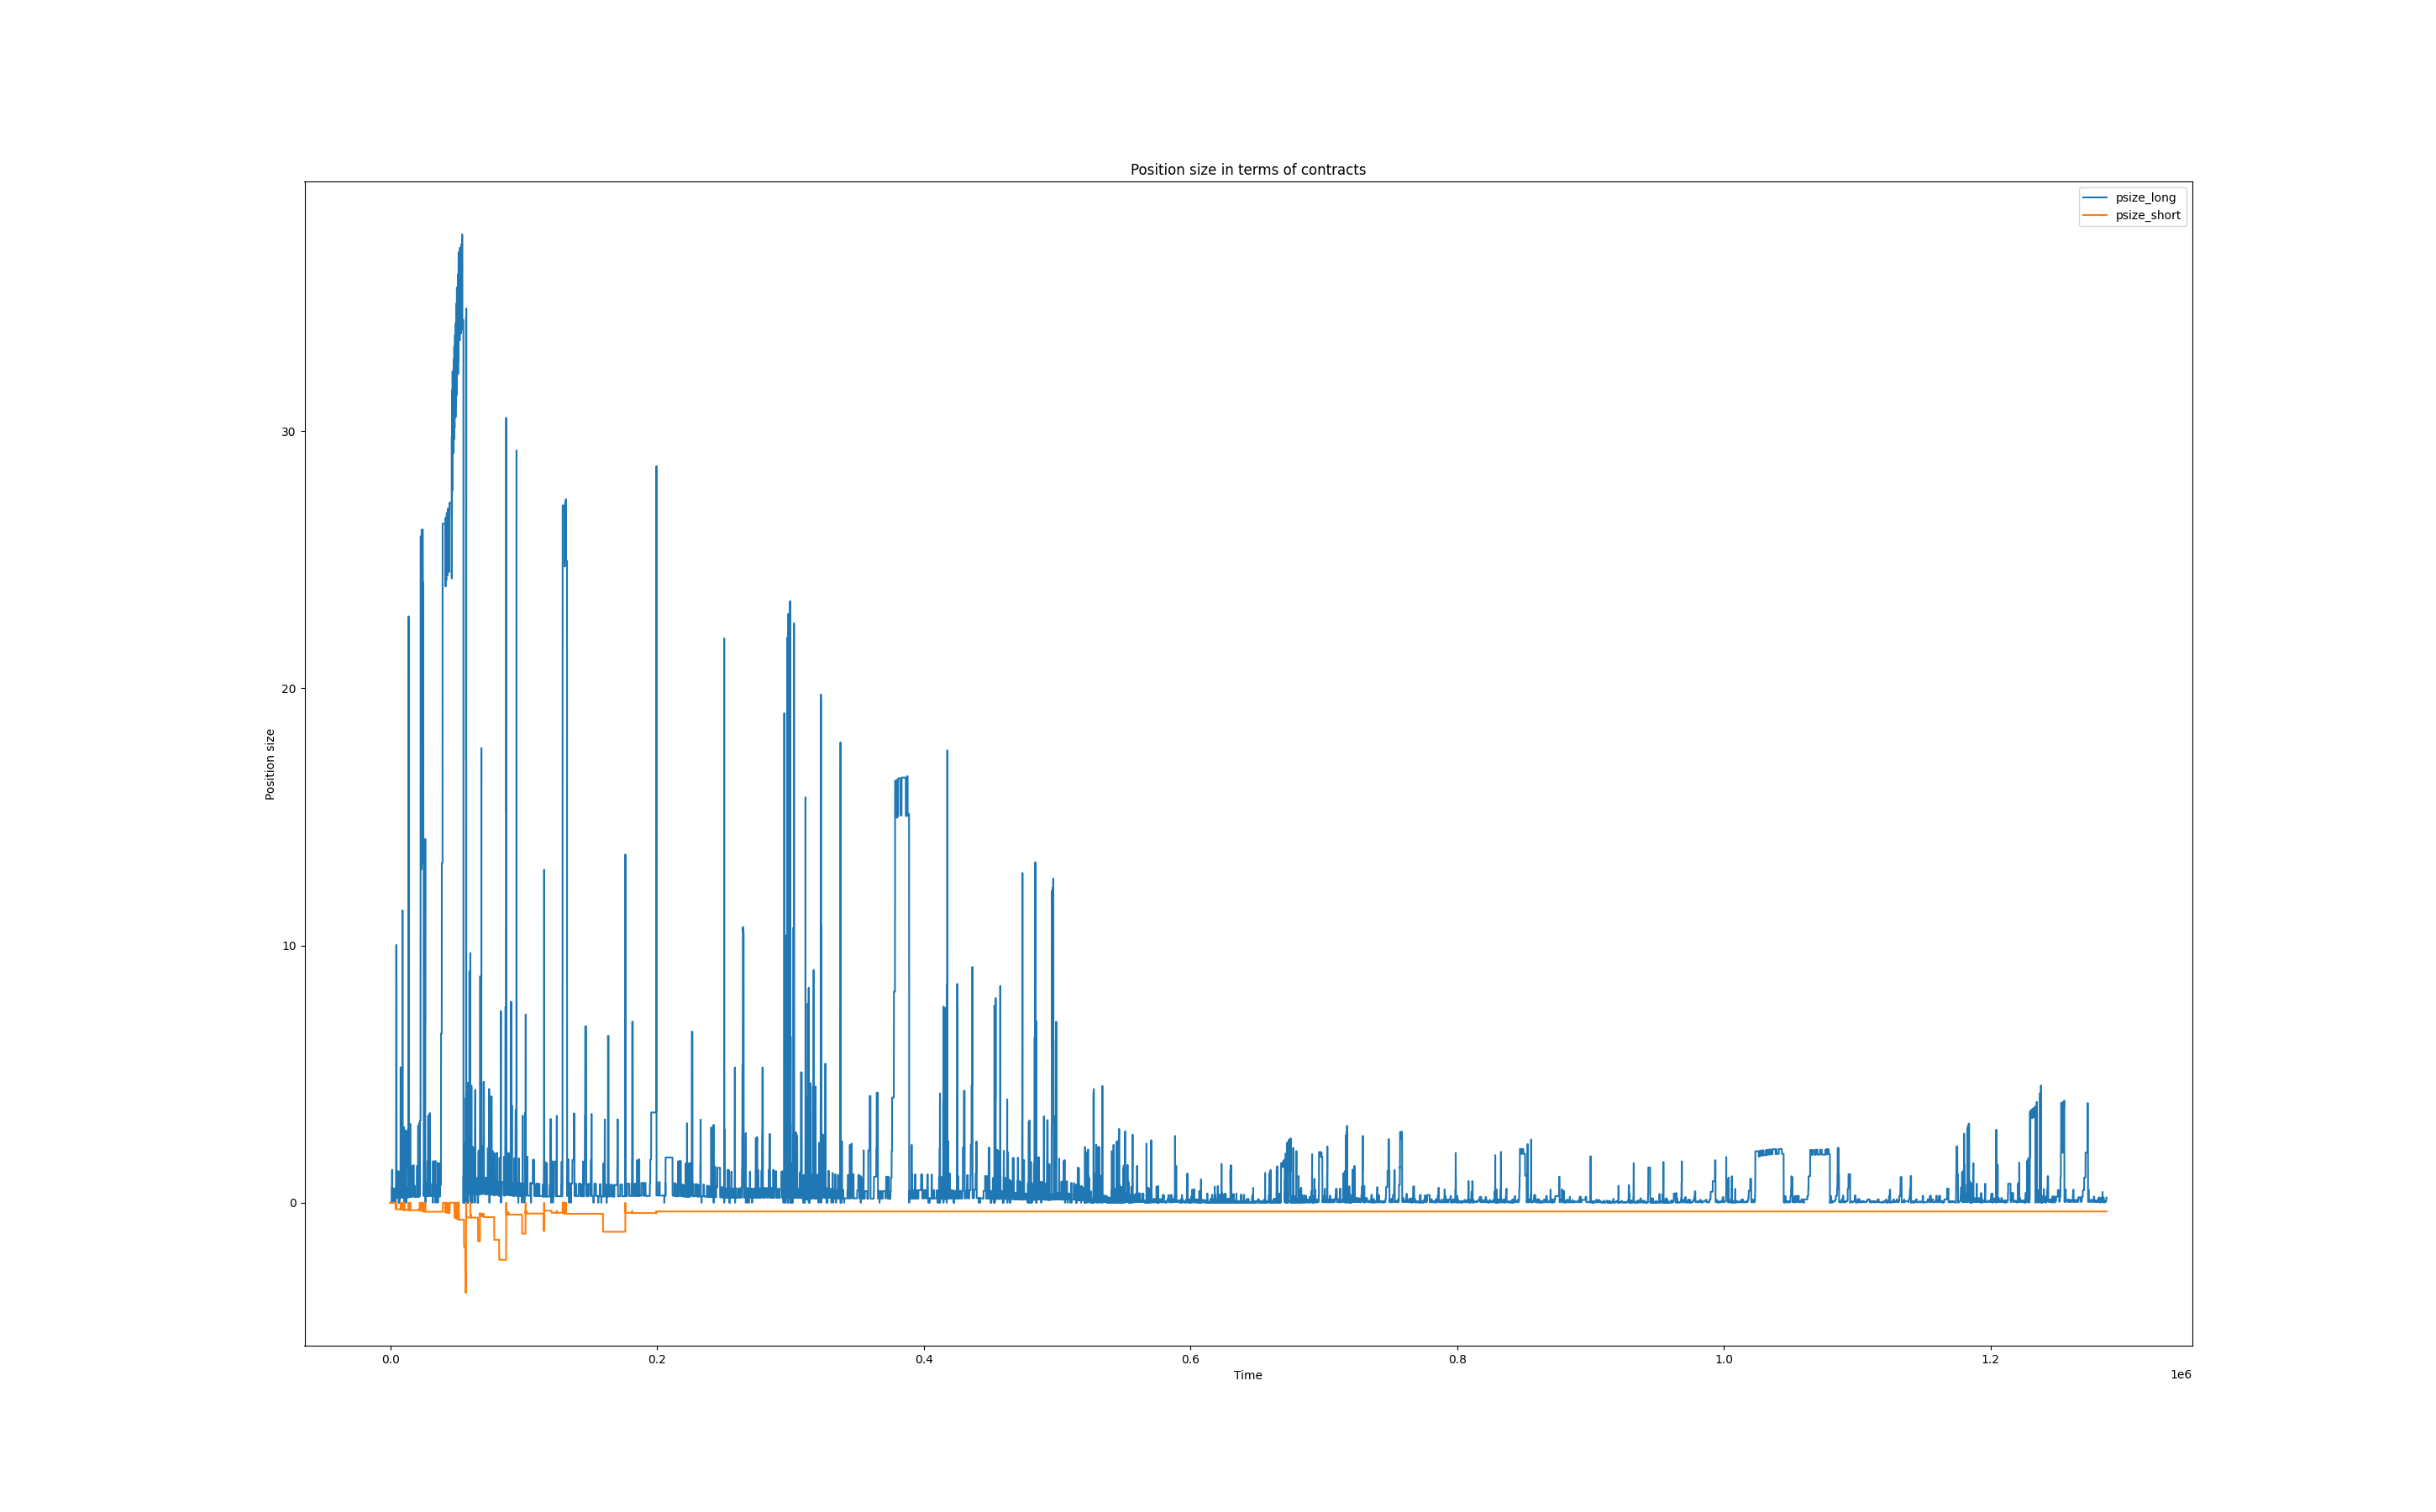 Position size in terms of contracts
psize_long
psize_short
30
20
10
0
Position size
0.0 0.2 0.4 0.6 0.8 1.0 1.2
Time
1e6